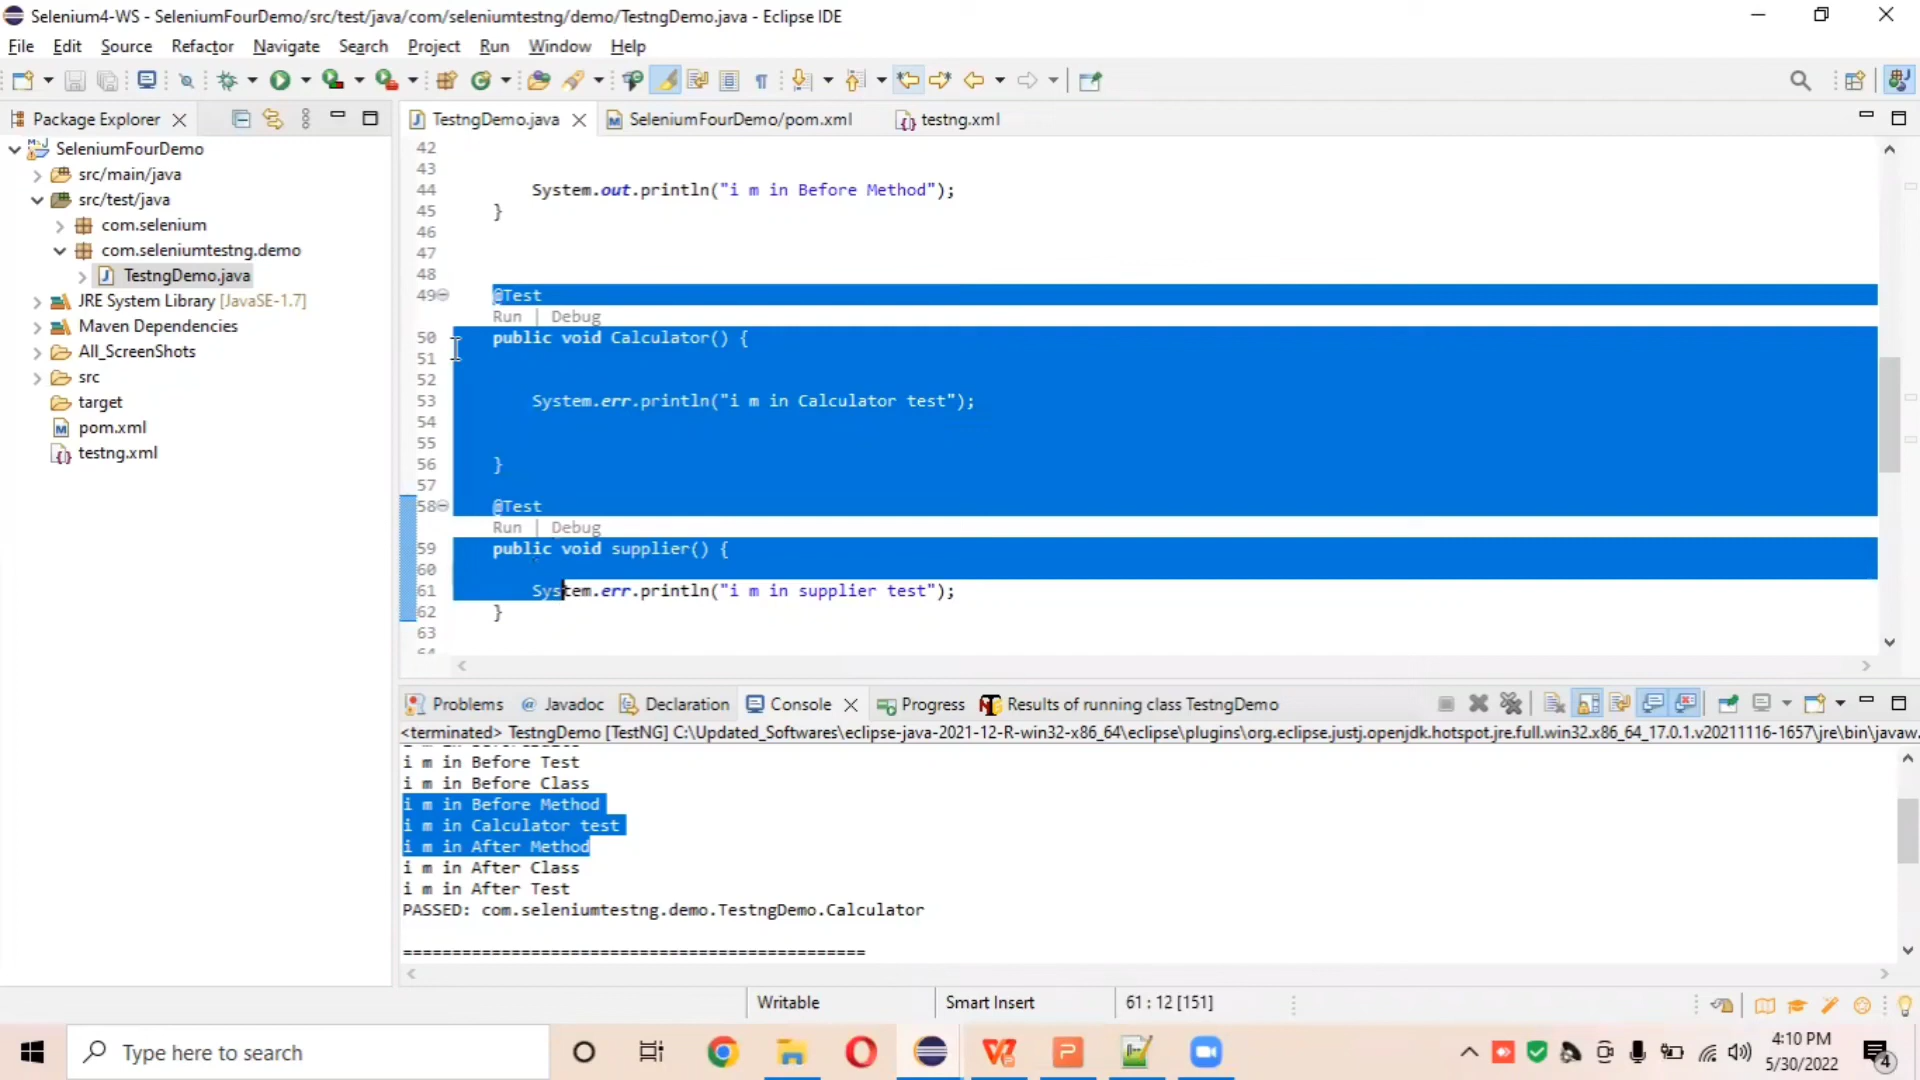 Selenium4-WS - SeleniumFourDemo/src/test/java/com/seleniumtestng/demo/TestngDemo.java - Eclipse IDE
File Edit Source Refactor Navigate Search Project Run Window Help
Package Explorer
SeleniumFourDemo
src/main/java
src/test/java
com.selenium
com.seleniumtestng.demo
TestngDemo.java
JRE System Library [JavaSE-1.7]
Maven Dependencies
All_ScreenShots
src
target
pom.xml
testng.xml
TestngDemo.java SeleniumFourDemo/pom.xml testng.xml
42
43
44 System.out.println("i m in Before Method");
45 }
46
47
48
49 @Test
Run | Debug
50 public void Calculator() {
51
52
53 System.err.println("i m in Calculator test");
54
55
56 }
57
58 @Test
Run | Debug
59 public void supplier() {
60
61 System.err.println("i m in supplier test");
62 }
63
64
Problems Javadoc Declaration Console Progress Results of running class TestngDemo
<terminated> TestngDemo [TestNG] C:\Updated_Softwares\eclipse-java-2021-12-R-win32-x86_64\eclipse\plugins\org.eclipse.justj.openjdk.hotspot.jre.full.win32.x86_64_17.0.1.v20211116-1657\jre\bin\javaw.
i m in Before Test
i m in Before Class
i m in Before Method
i m in Calculator test
i m in After Method
i m in After Class
i m in After Test
PASSED: com.seleniumtestng.demo.TestngDemo.Calculator
===============================================
Writable Smart Insert 61 : 12 [151]
Type here to search
4:10 PM
5/30/2022
4